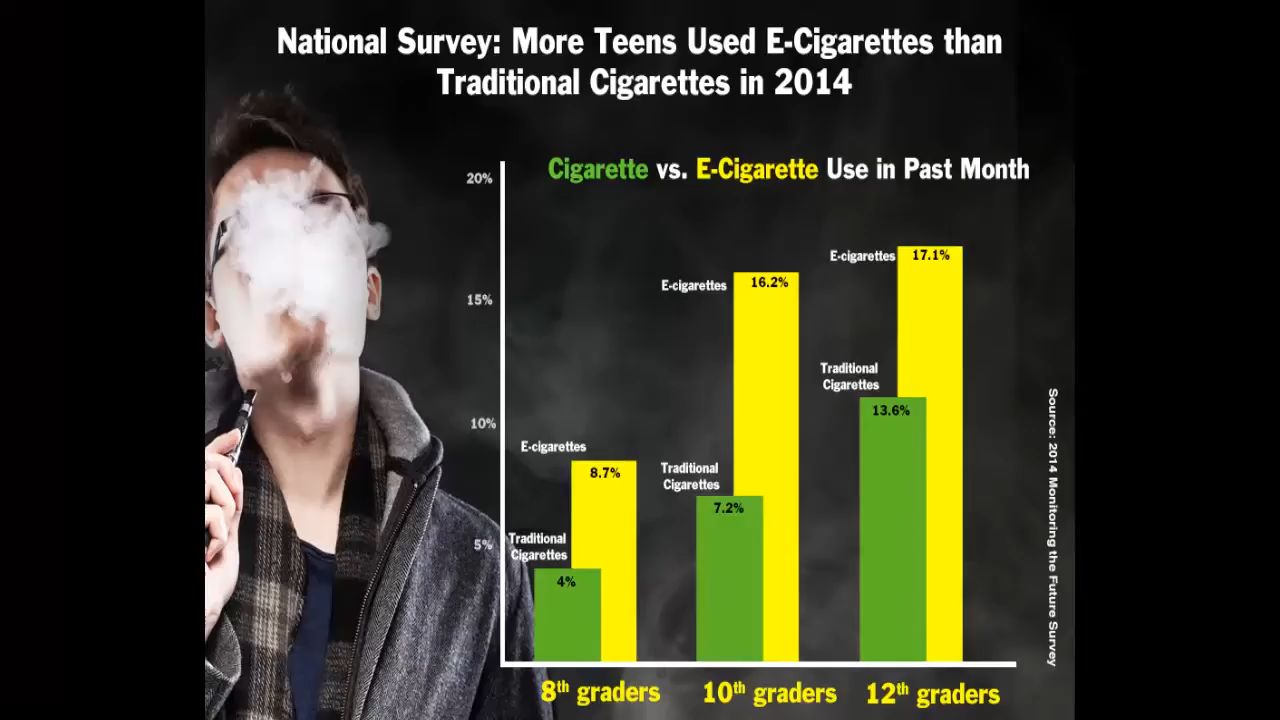 National Survey: More Teens Used E-Cigarettes than
Traditional Cigarettes in 2014
Cigarette vs. E-Cigarette Use in Past Month
20%
15%
10%
5%
E-cigarettes
8.7%
Traditional
Cigarettes
4%
E-cigarettes
16.2%
Traditional
Cigarettes
7.2%
E-cigarettes
17.1%
Traditional
Cigarettes
13.6%
8th graders
10th graders
12th graders
Source: 2014 Monitoring the Future Survey